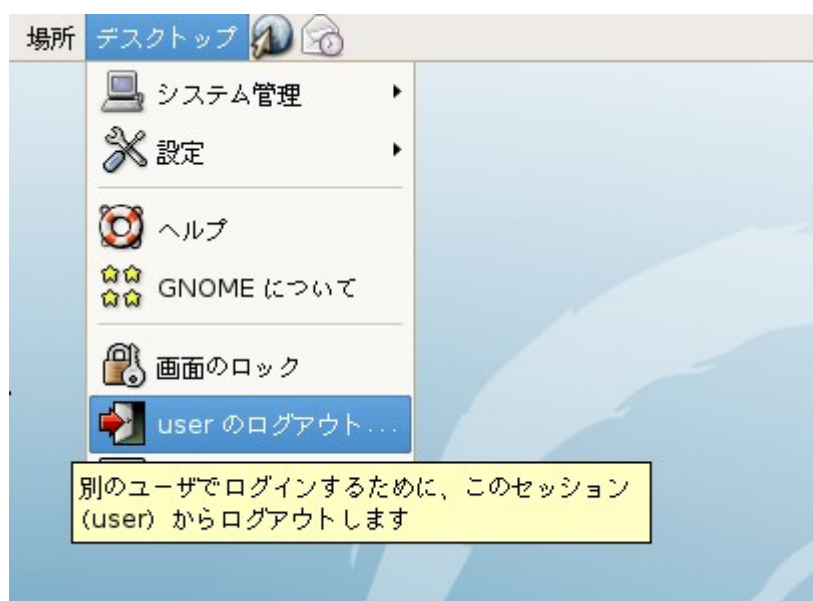 場所 デスクトップ
システム管理
設定
ヘルプ
GNOME について
画面のロック
user のログアウト...
別のユーザでログインするために、このセッション
(user) からログアウトします